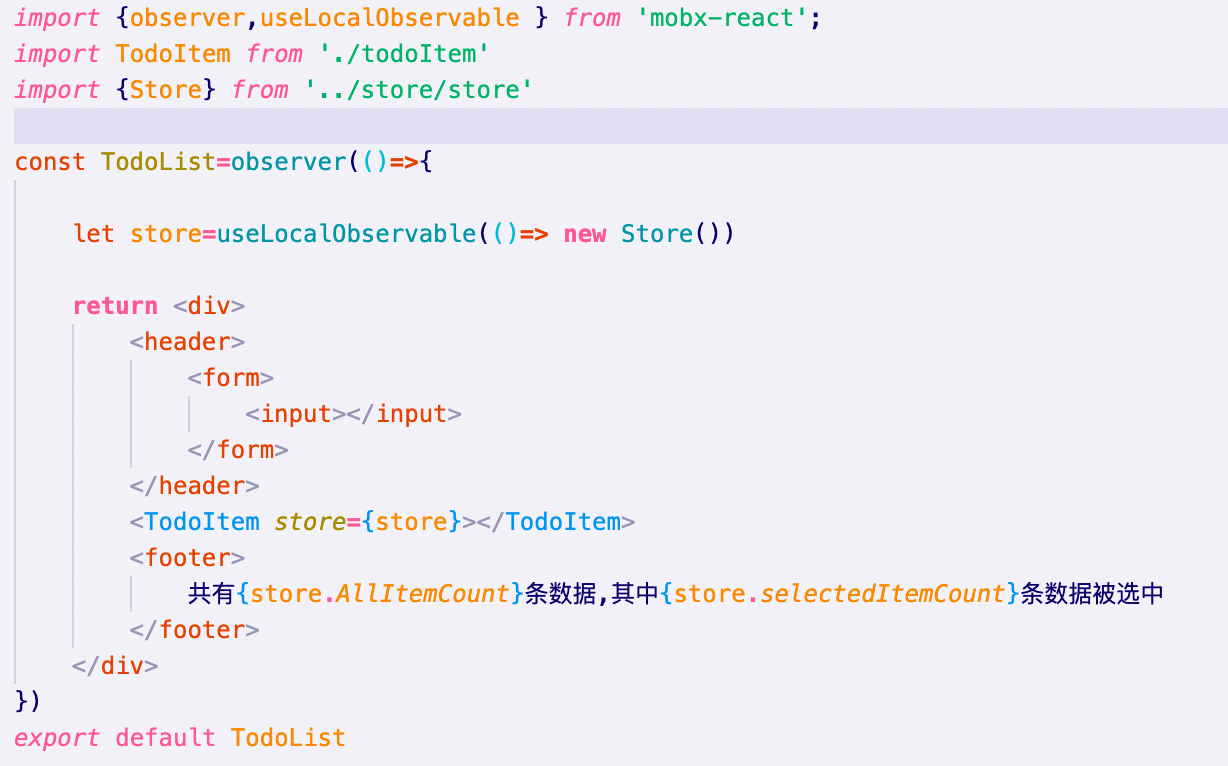 import {observer,useLocalObservable } from 'mobx-react';
import TodoItem from './todoItem'
import {Store} from '../store/store'
const TodoList=observer(()=>{
let store=useLocalObservable(()=> new Store())
return <div>
<header>
<form>
<input></input>
</form>
</header>
<TodoItem store={store}></TodoItem>
<footer>
共有{store.AllItemCount}条数据,其中{store.selectedItemCount}条数据被选中
</footer>
</div>
})
export default TodoList